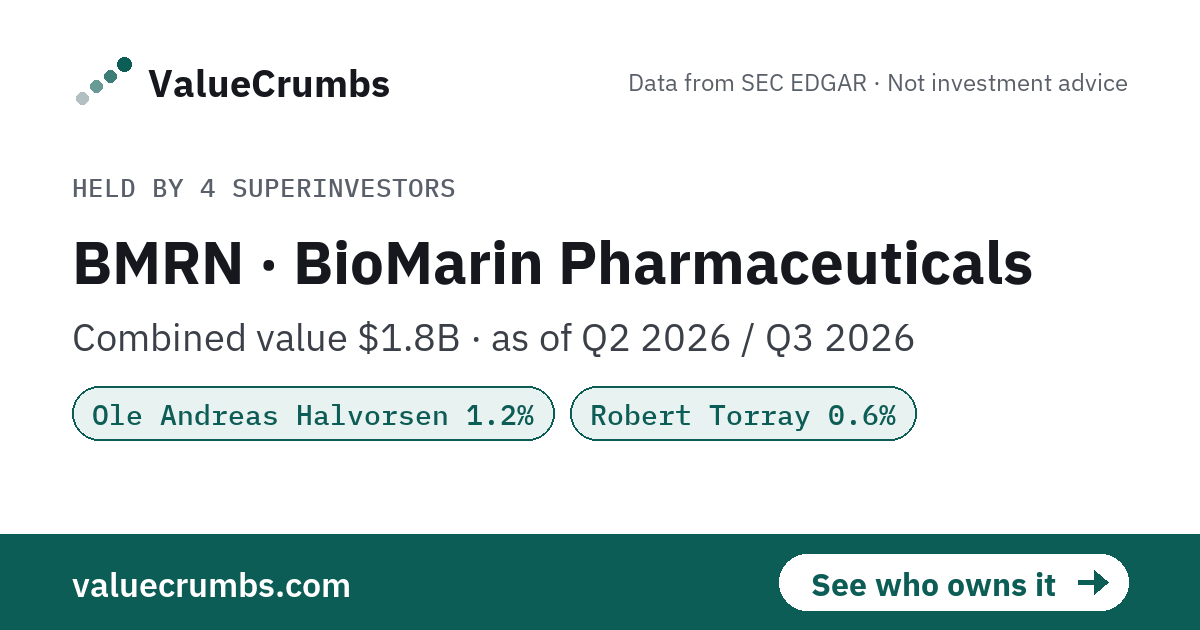 ValueCrumbs
Data from SEC EDGAR · Not investment advice
HELD BY 4 SUPERINVESTORS
BMRN · BioMarin Pharmaceuticals
Combined value $1.8B · as of Q2 2026 / Q3 2026
Ole Andreas Halvorsen 1.2%
Robert Torray 0.6%
valuecrumbs.com
See who owns it →